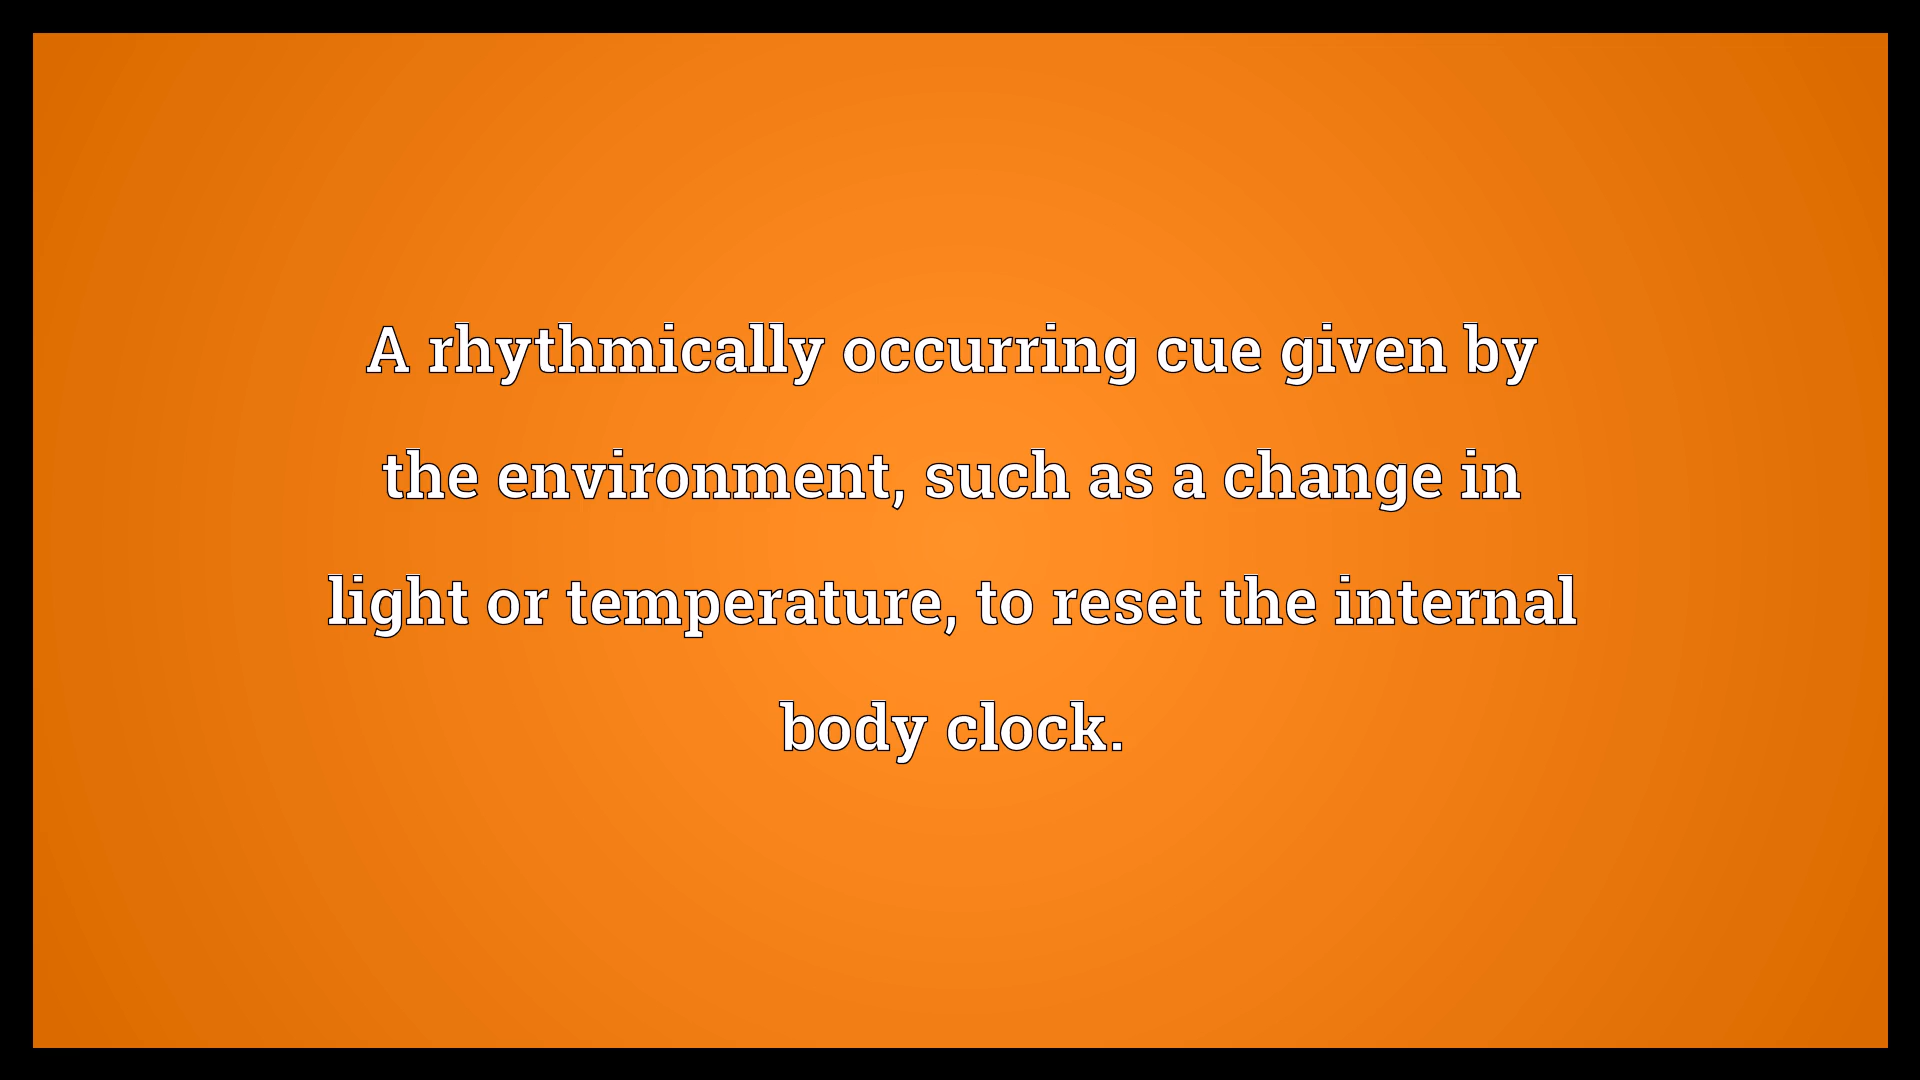 A rhythmically occurring cue given by
the environment, such as a change in
light or temperature, to reset the internal
body clock.